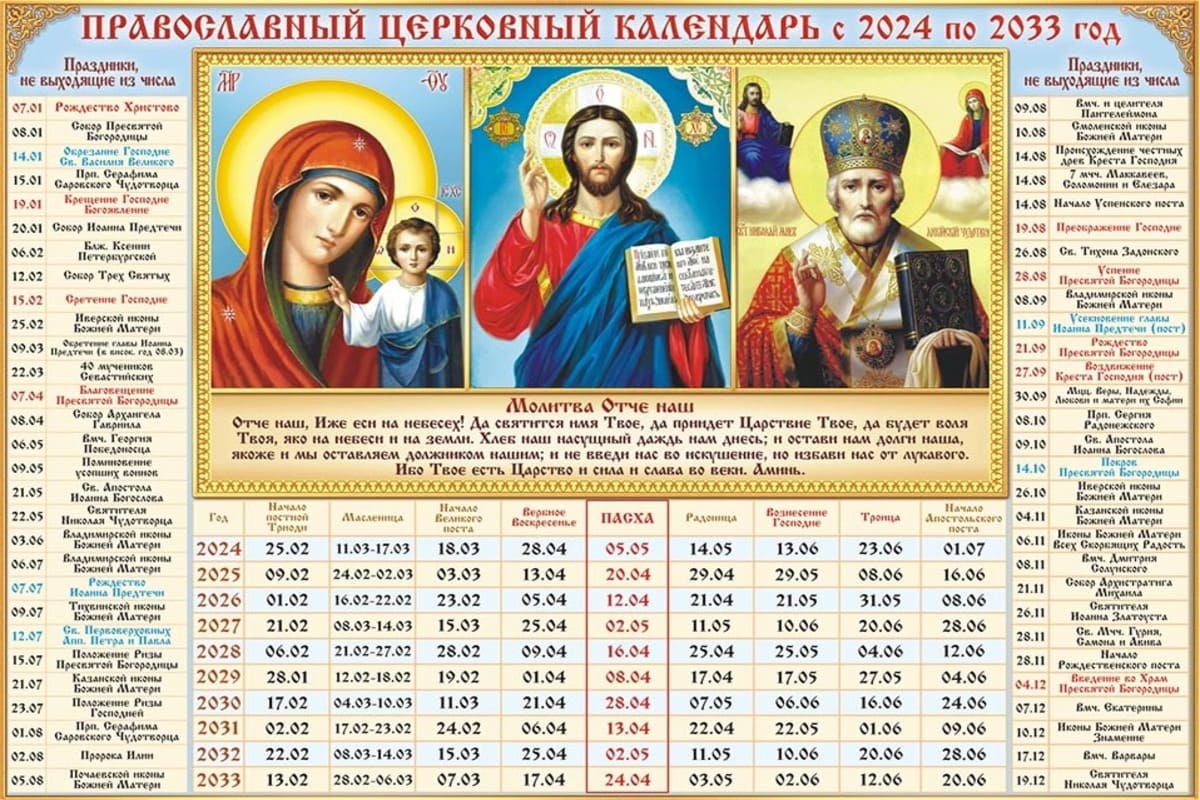 ПРАВОСЛАВНЫЙ ЦЕРКОВНЫЙ КАЛЕНДАРЬ с 2024 по 2033 год
Праздники,
не выходящие из числа
07.01 Рождество Христово
08.01 Собор Пресвятой
Богородицы
14.01 Обрезание Господне
Св. Василия Великого
15.01 Прп. Серафима
Саровского Чудотворца
19.01 Крещение Господне
Богоявление
20.01 Собор Иоанна Предтечи
06.02 Блж. Ксении
Петербургской
12.02 Собор Трех Святых
15.02 Сретение Господне
25.02 Иверской иконы
Божией Матери
09.03 Обретение главы Иоанна
Предтечи (в висок. год 08.03)
22.03 40 мучеников
Севастийских
07.04 Благовещение
Пресвятой Богородицы
08.04 Собор Архангела
Гавриила
06.05 Вмч. Георгия
Победоносца
09.05 Поминовение
усопших воинов
21.05 Св. Апостола
Иоанна Богослова
22.05 Святителя
Николая Чудотворца
03.06 Владимирской иконы
Божией Матери
06.07 Владимирской иконы
Божией Матери
07.07 Рождество
Иоанна Предтечи
09.07 Тихвинской иконы
Божией Матери
12.07 Св. Первоверховных
Апп. Петра и Павла
15.07 Положение Ризы
Пресвятой Богородицы
21.07 Казанской иконы
Божией Матери
23.07 Положение Ризы
Господней
01.08 Прп. Серафима
Саровского Чудотворца
02.08 Пророка Илии
05.08 Почаевской иконы
Божией Матери
МР ОУ
ІС ХС
О Н
О
Ѡ Н
ІС ХС
Молитва Отче наш
Отче наш, Иже еси на небесех! Да святится имя Твое, да приидет Царствие Твое, да будет воля
Твоя, яко на небеси и на земли. Хлеб наш насущный даждь нам днесь; и остави нам долги наша,
якоже и мы оставляем должником нашим; и не введи нас во искушение, но избави нас от лукавого.
Ибо Твое есть Царство и сила и слава во веки. Аминь.
Год Начало постной Триоди Масленица Начало Великого поста Вербное Воскресенье ПАСХА Радоница Вознесение Господне Троица Начало Апостольского поста
2024 25.02 11.03-17.03 18.03 28.04 05.05 14.05 13.06 23.06 01.07
2025 09.02 24.02-02.03 03.03 13.04 20.04 29.04 29.05 08.06 16.06
2026 01.02 16.02-22.02 23.02 05.04 12.04 21.04 21.05 31.05 08.06
2027 21.02 08.03-14.03 15.03 25.04 02.05 11.05 10.06 20.06 28.06
2028 06.02 21.02-27.02 28.02 09.04 16.04 25.04 25.05 04.06 12.06
2029 28.01 12.02-18.02 19.02 01.04 08.04 17.04 17.05 27.05 04.06
2030 17.02 04.03-10.03 11.03 21.04 28.04 07.05 06.06 16.06 24.06
2031 02.02 17.02-23.02 24.02 06.04 13.04 22.04 22.04 01.06 09.06
2032 22.02 08.03-14.03 15.03 25.04 02.05 11.05 10.06 20.06 28.06
2033 13.02 28.02-06.03 07.03 17.04 24.04 03.05 02.06 12.06 20.06
Праздники,
не выходящие из числа
09.08 Вмч. и целителя
Пантелеймона
10.08 Смоленской иконы
Божией Матери
14.08 Происхождение честных
древ Креста Господня
14.08 7 мчч. Маккавеев,
Соломонии и Елезара
14.08 Начало Успенского поста
19.08 Преображение Господне
26.08 Св. Тихона Задонского
28.08 Успение
Пресвятой Богородицы
08.09 Владимирской иконы
Божией Матери
11.09 Усекновение главы
Иоанна Предтечи (пост)
21.09 Рождество
Пресвятой Богородицы
27.09 Воздвижение
Креста Господня (пост)
30.09 Мцц. Веры, Надежды,
Любови и матери их Софии
08.10 Прп. Сергия
Радонежского
09.10 Св. Апостола
Иоанна Богослова
14.10 Покров
Пресвятой Богородицы
26.10 Иверской иконы
Божией Матери
04.11 Казанской иконы
Божией Матери
06.11 Иконы Божией Матери
Всех Скорбящих Радость
08.11 Вмч. Дмитрия
Солунского
21.11 Собор Архистратига
Михаила
26.11 Святителя
Иоанна Златоуста
28.11 Св. Мчч. Гурия,
Самона и Авива
28.11 Начало
Рождественского поста
04.12 Введение во Храм
Пресвятой Богородицы
07.12 Вмч. Екатерины
10.12 Иконы Божией Матери
Знамение
17.12 Вмч. Варвары
19.12 Святителя
Николая Чудотворца